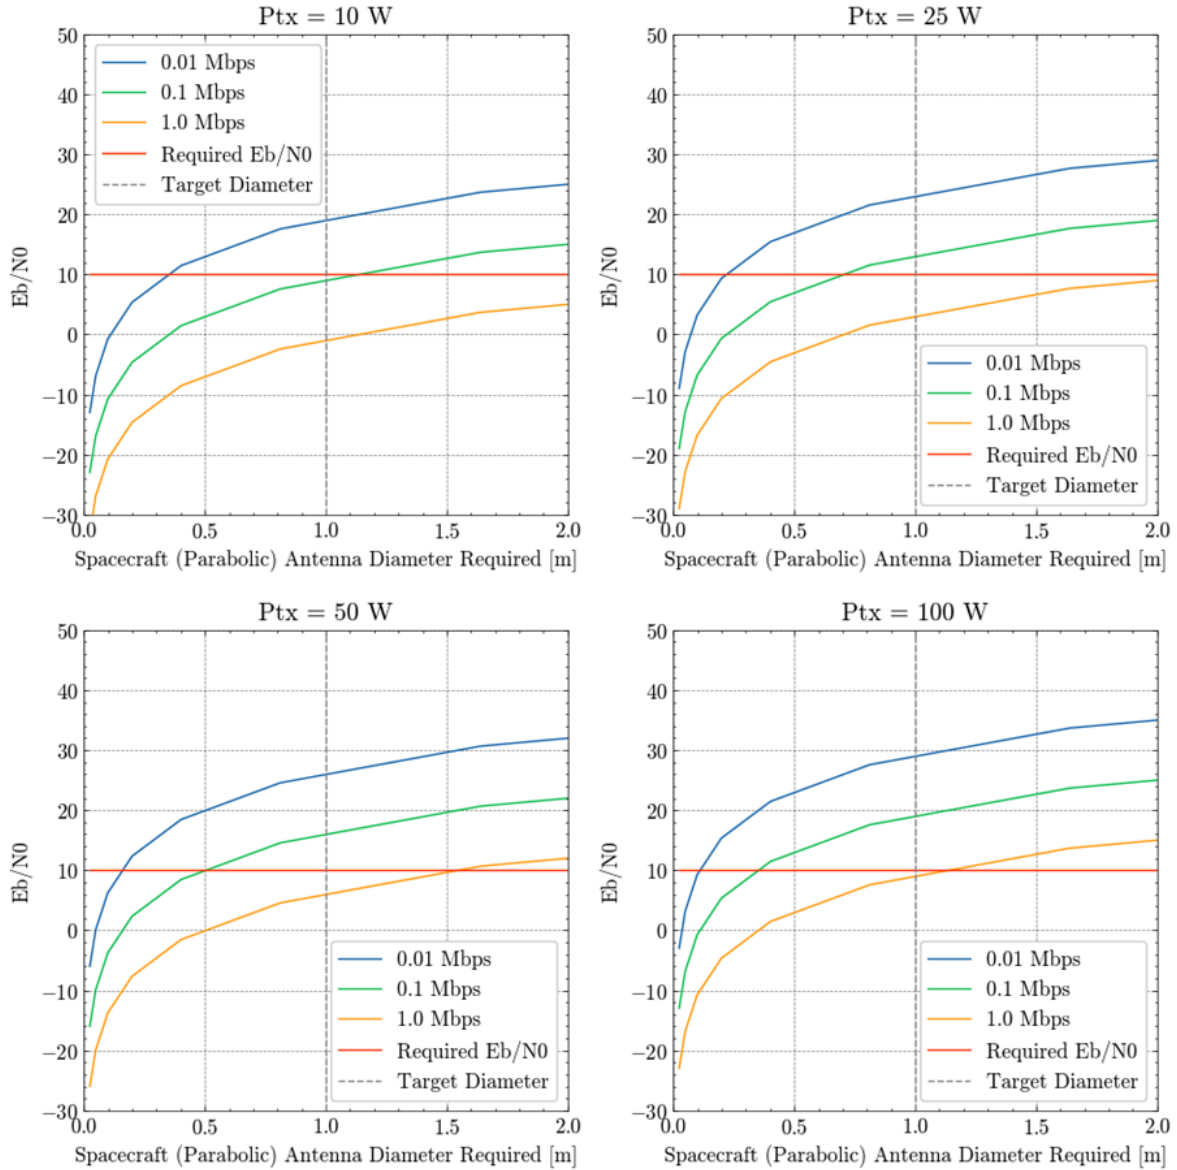 Ptx = 10 W
50
40
30
20
10
0
−10
−20
−30
Eb/N0
0.01 Mbps
0.1 Mbps
1.0 Mbps
Required Eb/N0
Target Diameter
0.0 0.5 1.0 1.5 2.0
Spacecraft (Parabolic) Antenna Diameter Required [m]
Ptx = 25 W
50
40
30
20
10
0
−10
−20
−30
Eb/N0
0.01 Mbps
0.1 Mbps
1.0 Mbps
Required Eb/N0
Target Diameter
0.0 0.5 1.0 1.5 2.0
Spacecraft (Parabolic) Antenna Diameter Required [m]
Ptx = 50 W
50
40
30
20
10
0
−10
−20
−30
Eb/N0
0.01 Mbps
0.1 Mbps
1.0 Mbps
Required Eb/N0
Target Diameter
0.0 0.5 1.0 1.5 2.0
Spacecraft (Parabolic) Antenna Diameter Required [m]
Ptx = 100 W
50
40
30
20
10
0
−10
−20
−30
Eb/N0
0.01 Mbps
0.1 Mbps
1.0 Mbps
Required Eb/N0
Target Diameter
0.0 0.5 1.0 1.5 2.0
Spacecraft (Parabolic) Antenna Diameter Required [m]